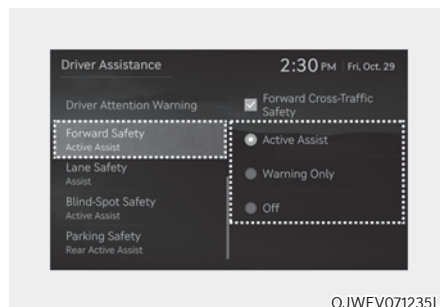 Driver Assistance
2:30 PM Fri, Oct. 29
Driver Attention Warning
Forward Safety
Active Assist
Lane Safety
Assist
Blind-Spot Safety
Active Assist
Parking Safety
Rear Active Assist
Forward Cross-Traffic
Safety
Active Assist
Warning Only
Off
OJWEV071235L